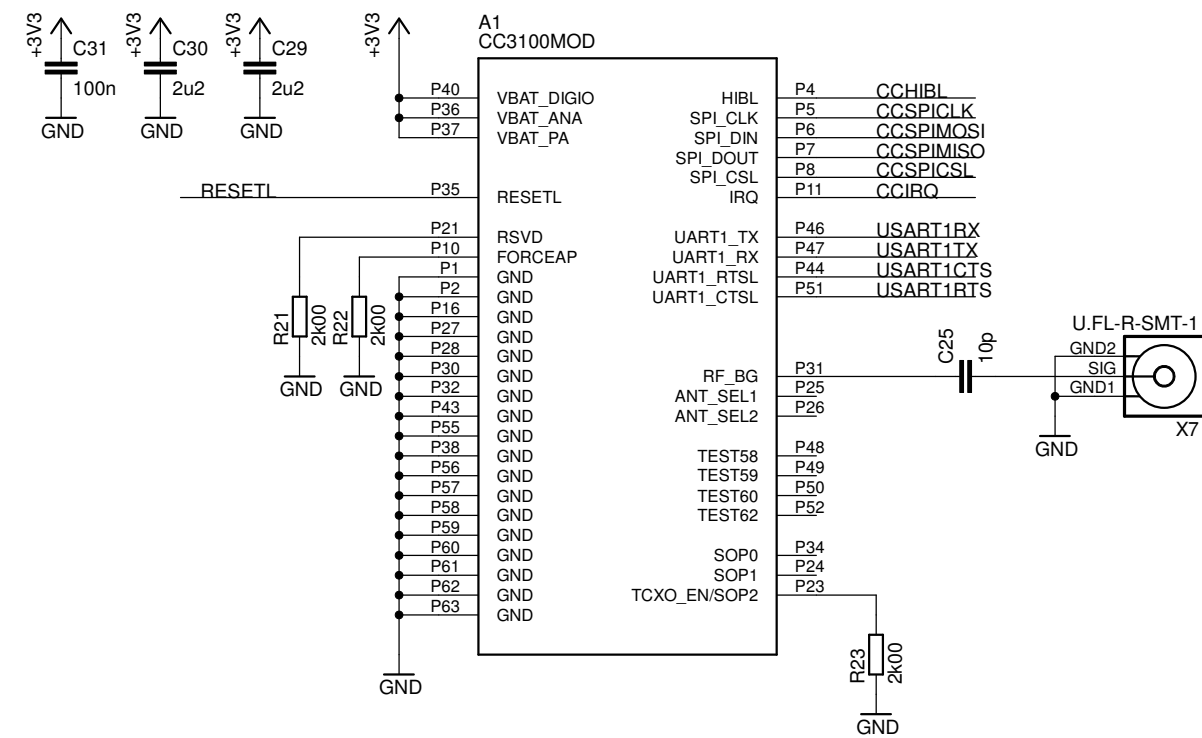 A1
CC3100MOD
+3V3
C31
100n
GND
+3V3
C30
2u2
GND
+3V3
C29
2u2
GND
+3V3
P40 VBAT_DIGIO
P36 VBAT_ANA
P37 VBAT_PA
RESETL P35 RESETL
P21 RSVD
P10 FORCEAP
P1 GND
P2 GND
P16 GND
P27 GND
P28 GND
P30 GND
P32 GND
P43 GND
P55 GND
P38 GND
P56 GND
P57 GND
P58 GND
P59 GND
P60 GND
P61 GND
P62 GND
P63 GND
GND
R21
2k00
GND
R22
2k00
GND
HIBL P4 CCHIBL
SPI_CLK P5 CCSPICLK
SPI_DIN P6 CCSPIMOSI
SPI_DOUT P7 CCSPIMISO
SPI_CSL P8 CCSPICSL
IRQ P11 CCIRQ
UART1_TX P46 USART1RX
UART1_RX P47 USART1TX
UART1_RTSL P44 USART1CTS
UART1_CTSL P51 USART1RTS
RF_BG P31
ANT_SEL1 P25
ANT_SEL2 P26
TEST58 P48
TEST59 P49
TEST60 P50
TEST62 P52
SOP0 P34
SOP1 P24
TCXO_EN/SOP2 P23
C25
10p
U.FL-R-SMT-1
GND2
SIG
GND1
X7
GND
R23
2k00
GND